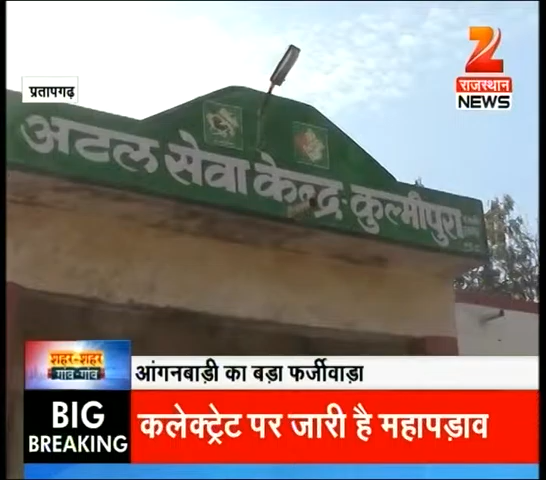 राजस्थान
NEWS
प्रतापगढ़
अटल सेवा केन्द्र कुल्मीपुरा
शहर-शहर
गांव-गांव
आंगनबाड़ी का बड़ा फर्जीवाड़ा
BIG
BREAKING
कलेक्ट्रेट पर जारी है महापड़ाव